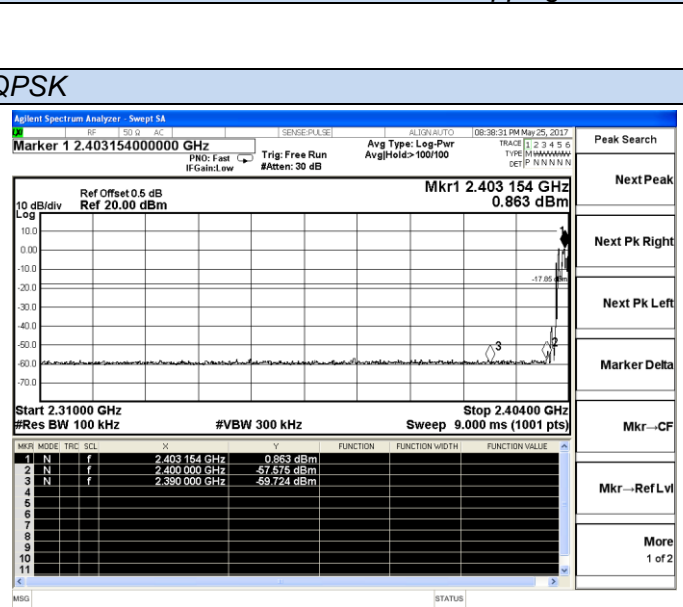 QPSK
Agilent Spectrum Analyzer - Swept SA
RF 50 Ω AC SENSE:PULSE ALIGNAUTO 08:38:31 PM May 25, 2017
Marker 1 2.403154000000 GHz
PNO: Fast
IFGain:Low
Trig: Free Run
#Atten: 30 dB
Avg Type: Log-Pwr
Avg|Hold:>100/100
TRACE 1 2 3 4 5 6
TYPE M
DET P N N N N N
Peak Search
Next Peak
Next Pk Right
Next Pk Left
Marker Delta
Mkr→CF
Mkr→RefLvl
More
1 of 2
Ref Offset 0.5 dB
10 dB/div Ref 20.00 dBm
Log
Mkr1 2.403 154 GHz
0.863 dBm
10.0
0.00
-10.0
-20.0
-30.0
-40.0
-50.0
-60.0
-70.0
1
-17.85 dBm
3
2
Start 2.31000 GHz
Stop 2.40400 GHz
#Res BW 100 kHz #VBW 300 kHz Sweep 9.000 ms (1001 pts)
MKR MODE TRC SCL X Y FUNCTION FUNCTION WIDTH FUNCTION VALUE
1 N f 2.403 154 GHz 0.863 dBm
2 N f 2.400 000 GHz -57.575 dBm
3 N f 2.390 000 GHz -59.724 dBm
4
5
6
7
8
9
10
11
MSG STATUS